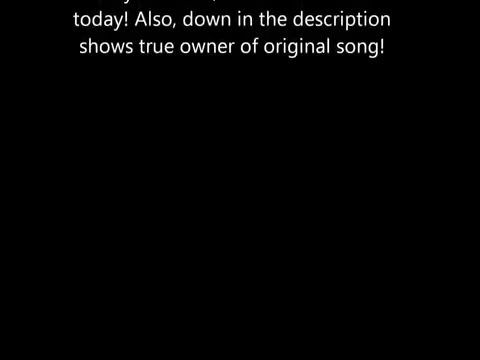 today! Also, down in the description
shows true owner of original song!